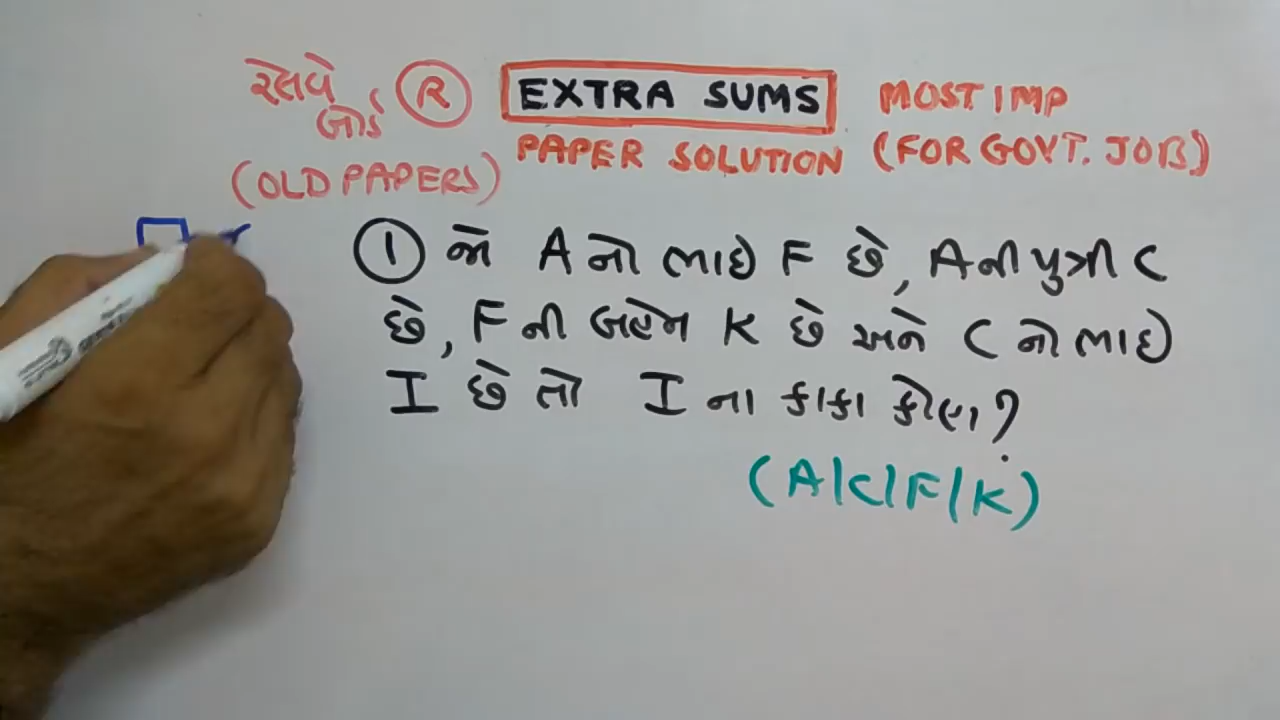 રેલવે બોર્ડ R
(OLD PAPERS)
EXTRA SUMS
PAPER SOLUTION
MOST IMP
(FOR GOVT. JOB)
① જો A નો ભાઇ F છે, A ની પુત્રી C
છે, F ની બહેન K છે અને C નો ભાઇ
I છે તો I ના કાકા કોણ?
(A/C/F/K)